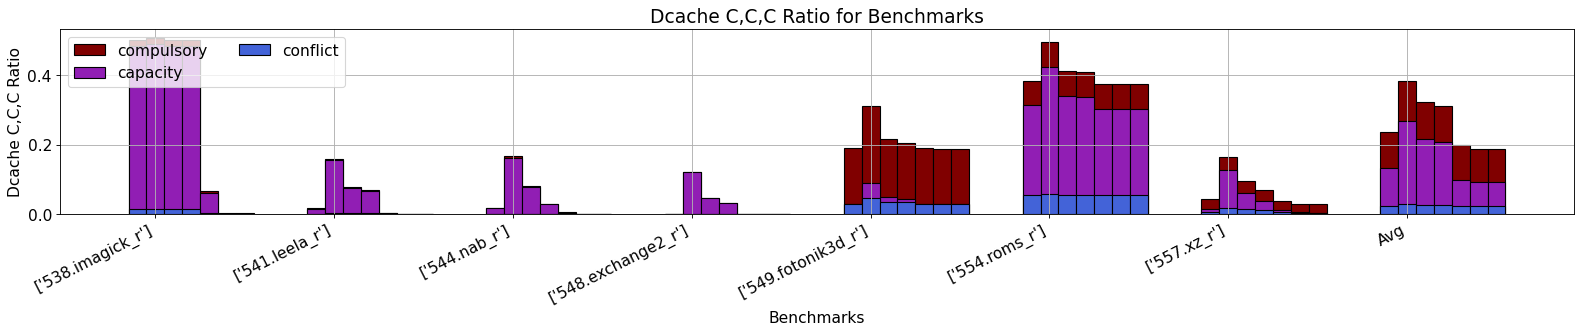 Dcache C,C,C Ratio for Benchmarks
Dcache C,C,C Ratio
0.4
0.2
0.0
compulsory
capacity
conflict
['538.imagick_r']
['541.leela_r']
['544.nab_r']
['548.exchange2_r']
['549.fotonik3d_r']
['554.roms_r']
['557.xz_r']
Avg
Benchmarks